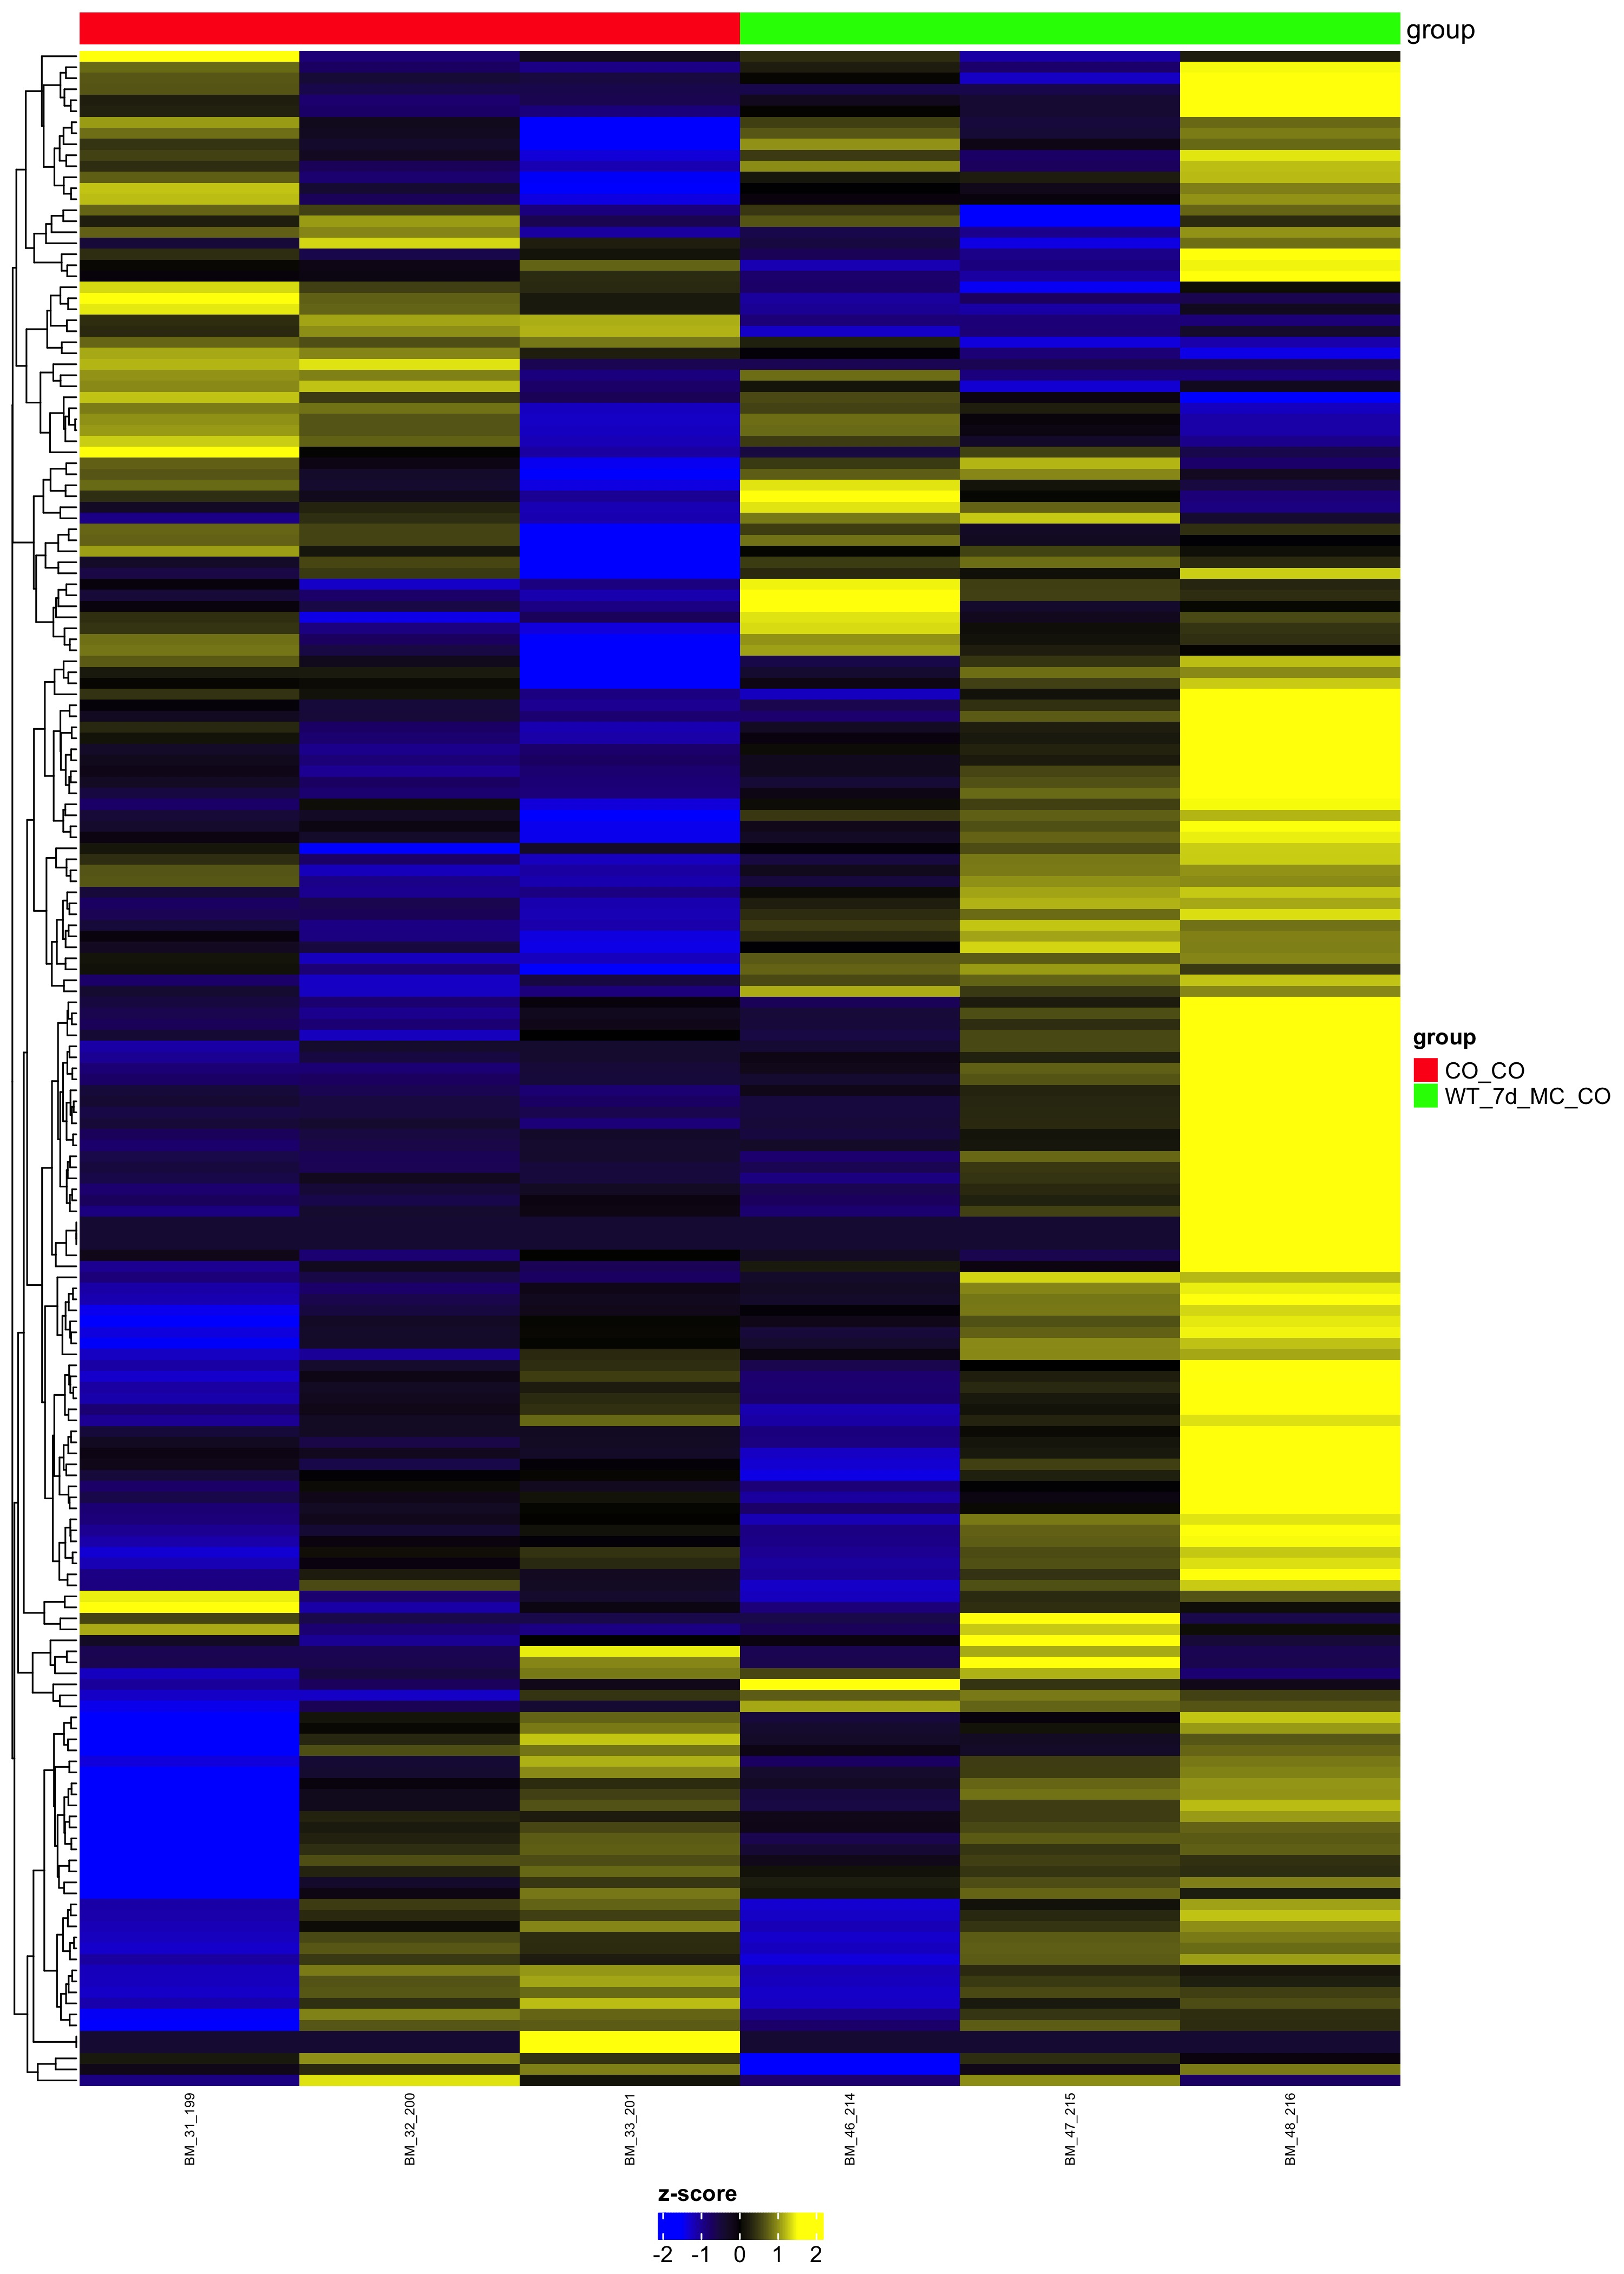 group
group
CO_CO
WT_7d_MC_CO
BM_31_199
BM_32_200
BM_33_201
BM_46_214
BM_47_215
BM_48_216
z-score
-2 -1 0 1 2